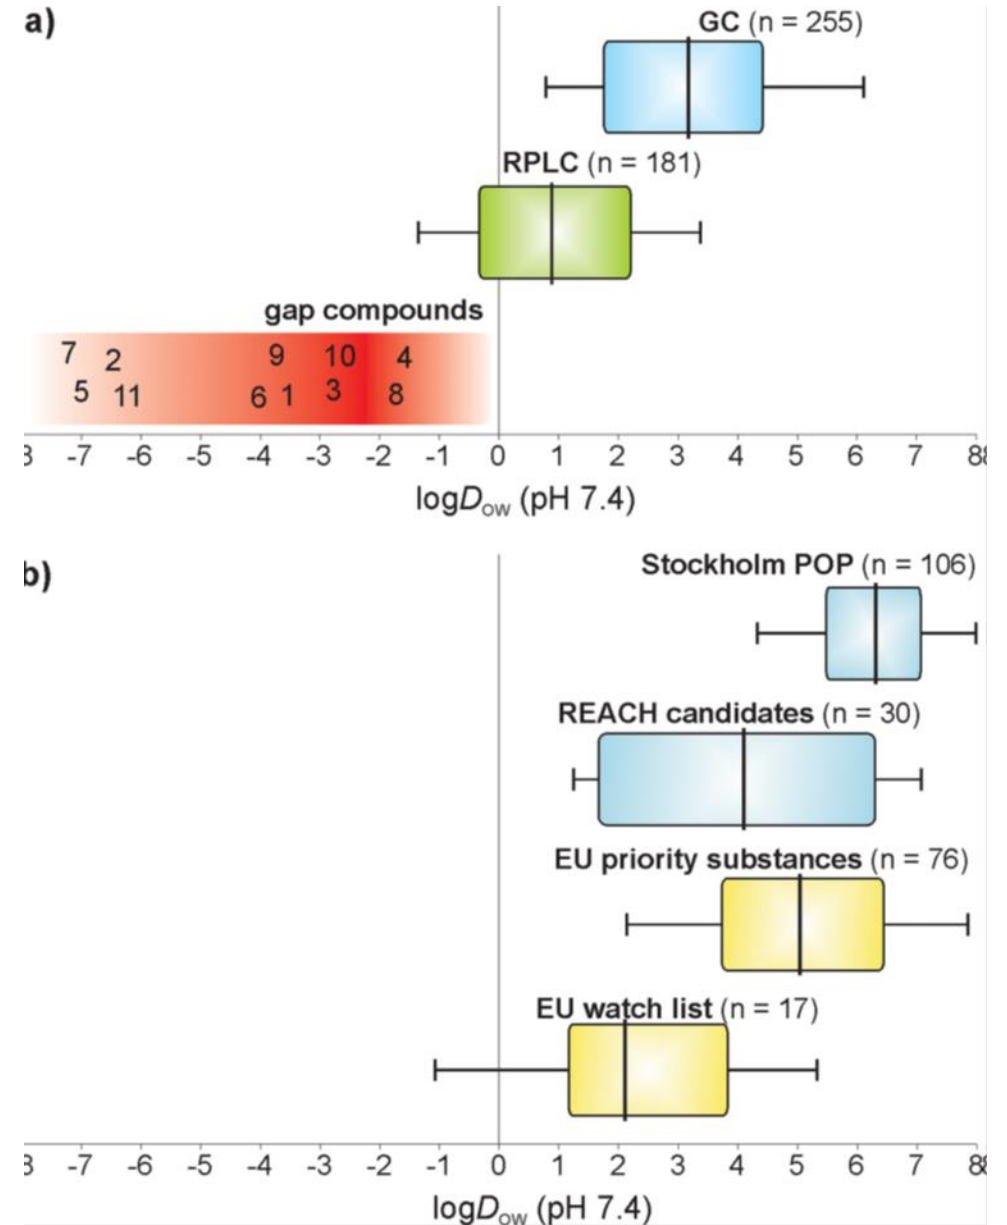 a)
GC (n = 255)
RPLC (n = 181)
gap compounds
7 2 9 10 4
5 11 6 1 3 8
-7 -6 -5 -4 -3 -2 -1 0 1 2 3 4 5 6 7 8
logDow (pH 7.4)
b)
Stockholm POP (n = 106)
REACH candidates (n = 30)
EU priority substances (n = 76)
EU watch list (n = 17)
-7 -6 -5 -4 -3 -2 -1 0 1 2 3 4 5 6 7 8
logDow (pH 7.4)